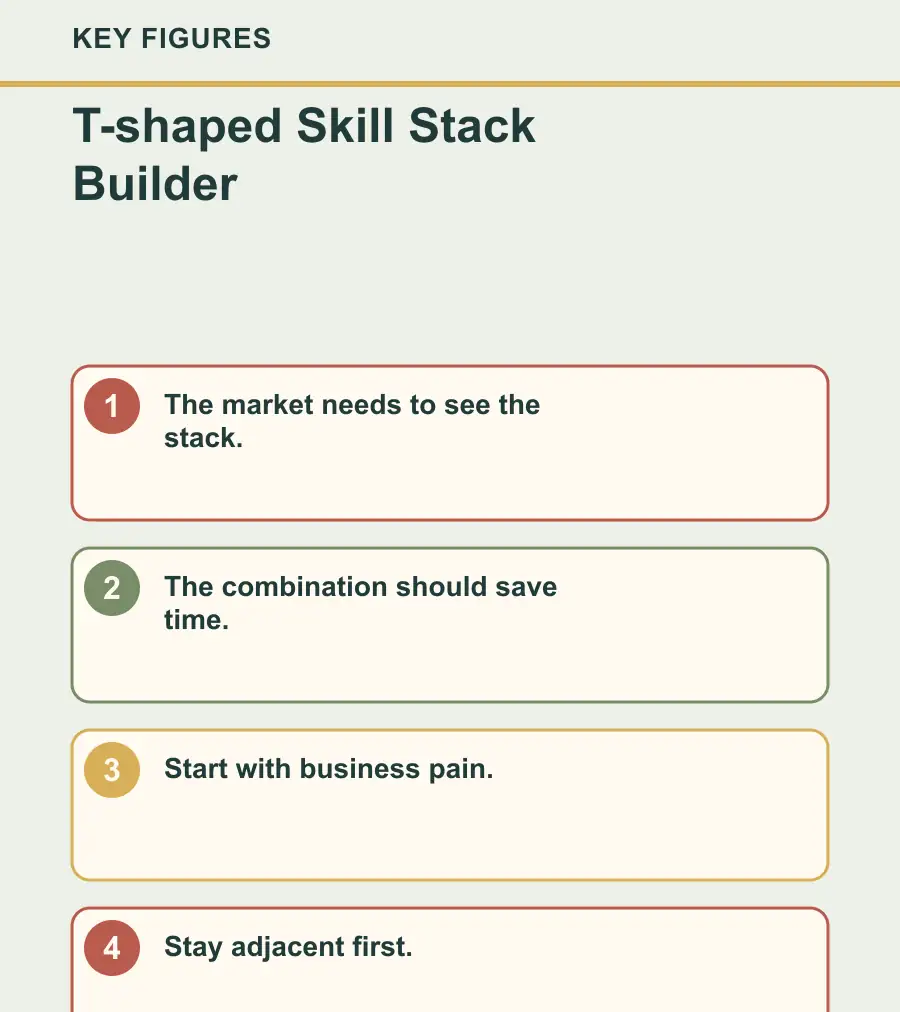 KEY FIGURES
T-shaped Skill Stack
Builder
1
The market needs to see the
stack.
2
The combination should save
time.
3
Start with business pain.
4
Stay adjacent first.